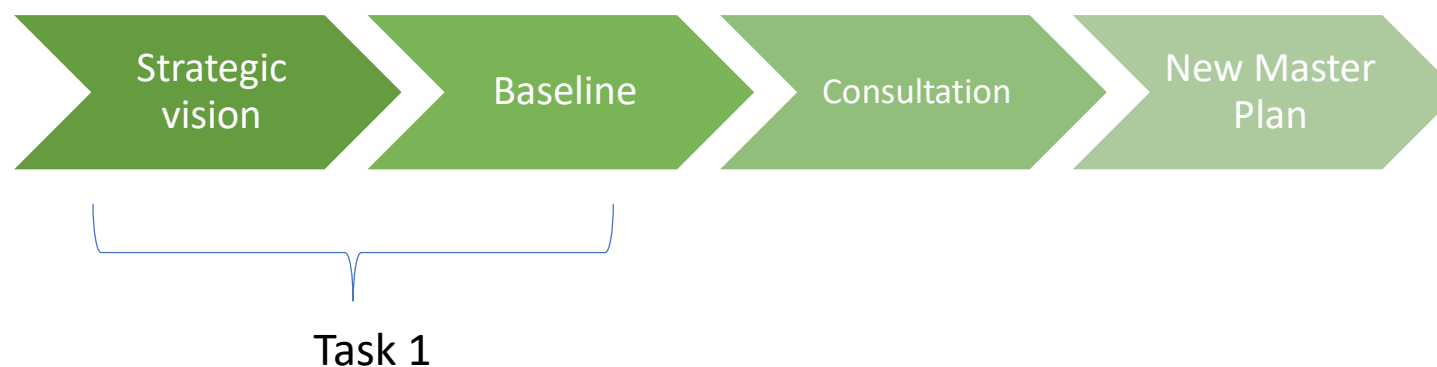 Strategic
vision
Baseline
Consultation
New Master
Plan
Task 1